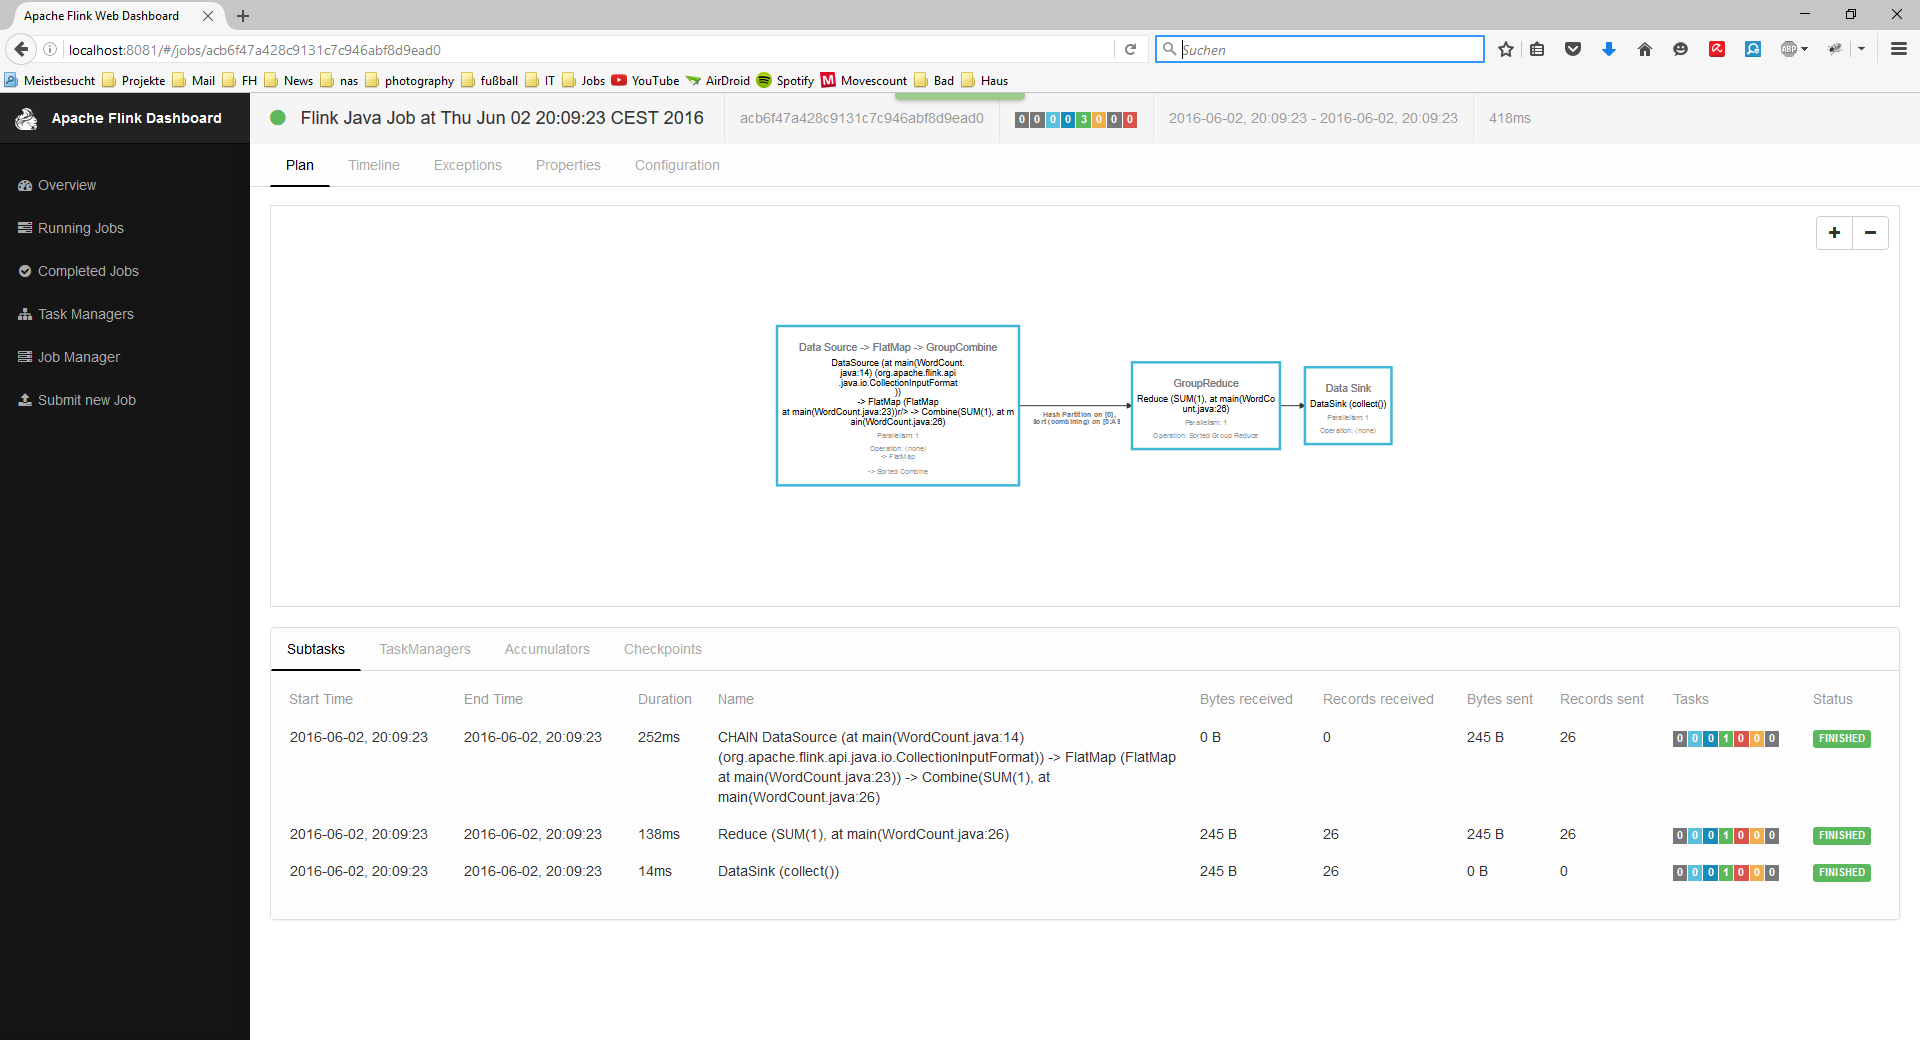 Apache Flink Web Dashboard
localhost:8081/#/jobs/acb6f47a428c9131c7c946abf8d9ead0
Suchen
ABP
Meistbesucht Projekte Mail FH News nas photography fußball IT Jobs YouTube AirDroid Spotify M Movescount Bad Haus
Apache Flink Dashboard
Flink Java Job at Thu Jun 02 20:09:23 CEST 2016
acb6f47a428c9131c7c946abf8d9ead0
0 0 0 0 3 0 0 0
2016-06-02, 20:09:23 - 2016-06-02, 20:09:23
418ms
Overview
Running Jobs
Completed Jobs
Task Managers
Job Manager
Submit new Job
Plan Timeline Exceptions Properties Configuration
+ −
Data Source -> FlatMap -> GroupCombine
DataSource (at main(WordCount.
java:14) (org.apache.flink.api
.java.io.CollectionInputFormat
))
-> FlatMap (FlatMap
at main(WordCount.java:23))r/> -> Combine(SUM(1), at m
ain(WordCount.java:26)
Parallelism: 1
Operation: (none)
-> FlatMap
-> Sorted Combine
Hash Partition on [0],
Sort (combining) on [0:A
GroupReduce
Reduce (SUM(1), at main(WordCo
unt.java:26)
Parallelism: 1
Operation: Sorted Group Reduce
Data Sink
DataSink (collect())
Parallelism: 1
Operation: (none)
Subtasks TaskManagers Accumulators Checkpoints
Start Time End Time Duration Name Bytes received Records received Bytes sent Records sent Tasks Status
2016-06-02, 20:09:23 2016-06-02, 20:09:23 252ms CHAIN DataSource (at main(WordCount.java:14) 0 B 0 245 B 26 0 0 0 1 0 0 0 FINISHED
(org.apache.flink.api.java.io.CollectionInputFormat)) -> FlatMap (FlatMap
at main(WordCount.java:23)) -> Combine(SUM(1), at
main(WordCount.java:26)
2016-06-02, 20:09:23 2016-06-02, 20:09:23 138ms Reduce (SUM(1), at main(WordCount.java:26) 245 B 26 245 B 26 0 0 0 1 0 0 0 FINISHED
2016-06-02, 20:09:23 2016-06-02, 20:09:23 14ms DataSink (collect()) 245 B 26 0 B 0 0 0 0 1 0 0 0 FINISHED